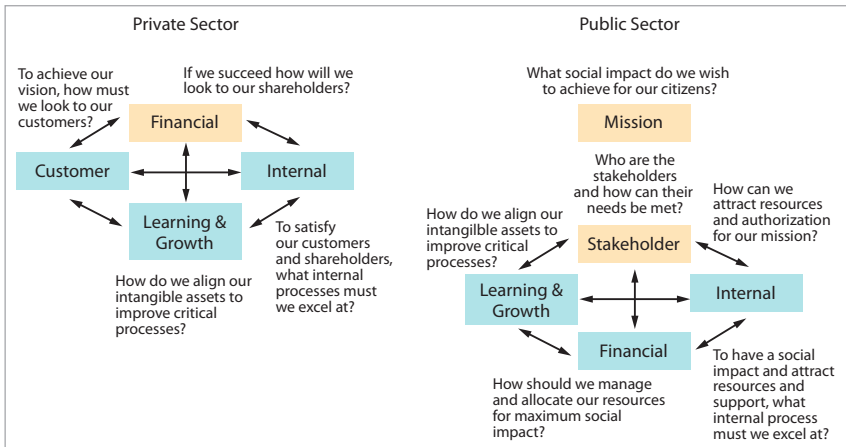 Private Sector
To achieve our
vision, how must
we look to our
customers?
If we succeed how will we
look to our shareholders?
Financial
Customer
Internal
Learning &
Growth
How do we align our
intangible assets to
improve critical
processes?
To satisfy
our customers
and shareholders,
what internal
processes must
we excel at?
Public Sector
What social impact do we wish
to achieve for our citizens?
Mission
Who are the
stakeholders
and how can their
needs be met?
How do we align our
intangilble assets to
improve critical
processes?
How can we
attract resources
and authorization
for our mission?
Stakeholder
Learning &
Growth
Internal
Financial
How should we manage
and allocate our resources
for maximum social
impact?
To have a social
impact and attract
resources and
support, what
internal process
must we excel at?